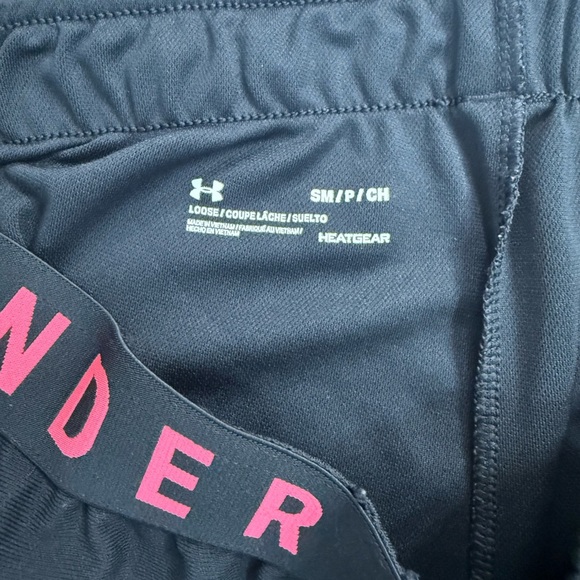 SM/P/CH
LOOSE/COUPE LÂCHE/SUELTO
MADE IN VIETNAM/FABRIQUÉ AU VIETNAM/
HECHO EN VIETNAM
HEATGEAR
NDER